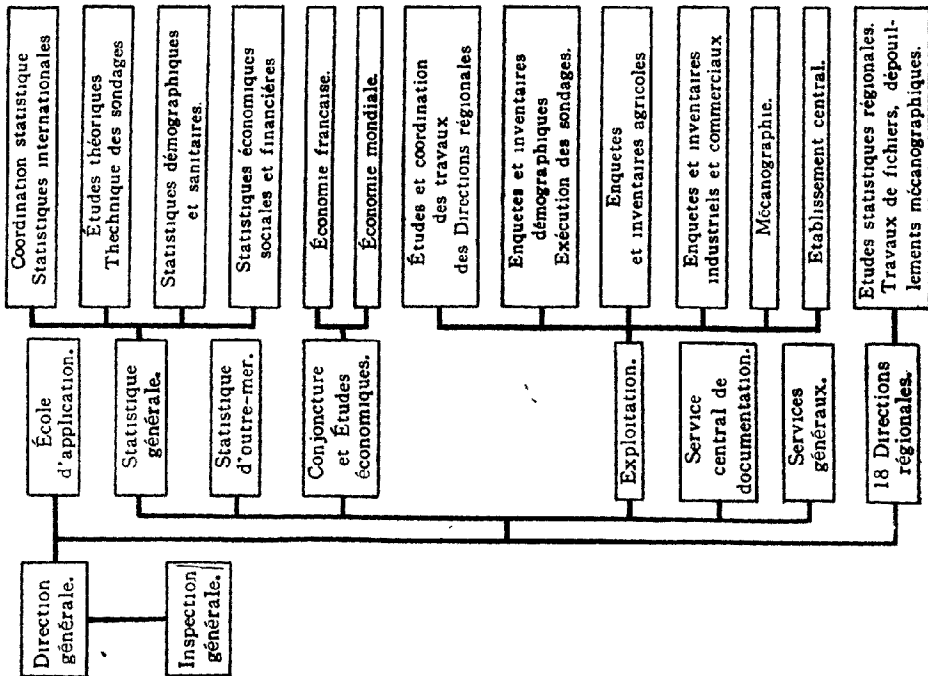 Direction
générale.
Inspection
générale.
École
d'application.
Statistique
générale.
Statistique
d'outre-mer.
Conjoncture
et Études
économiques.
Exploitation.
Service
central de
documentation.
Services
généraux.
18 Directions
régionales.
Coordination statistique
Statistiques internationales
Études théoriques
Thechnique des sondages
Statistiques démographiques
et sanitaires.
Statistiques économiques
sociales et financiéres
Économie française.
Économie mondiale.
Études et coordination
des travaux
des Directions régionales
Enquetes et inventaires
démographiques
Exécution des sondages.
Enquetes
et inventaires agricoles
Enquetes et inventaires
industriels et commerciaux
Mécanographie.
Etablissement central.
Etudes statistiques régionales.
Travaux de fichiers, dépouil-
lements mécanographiques.